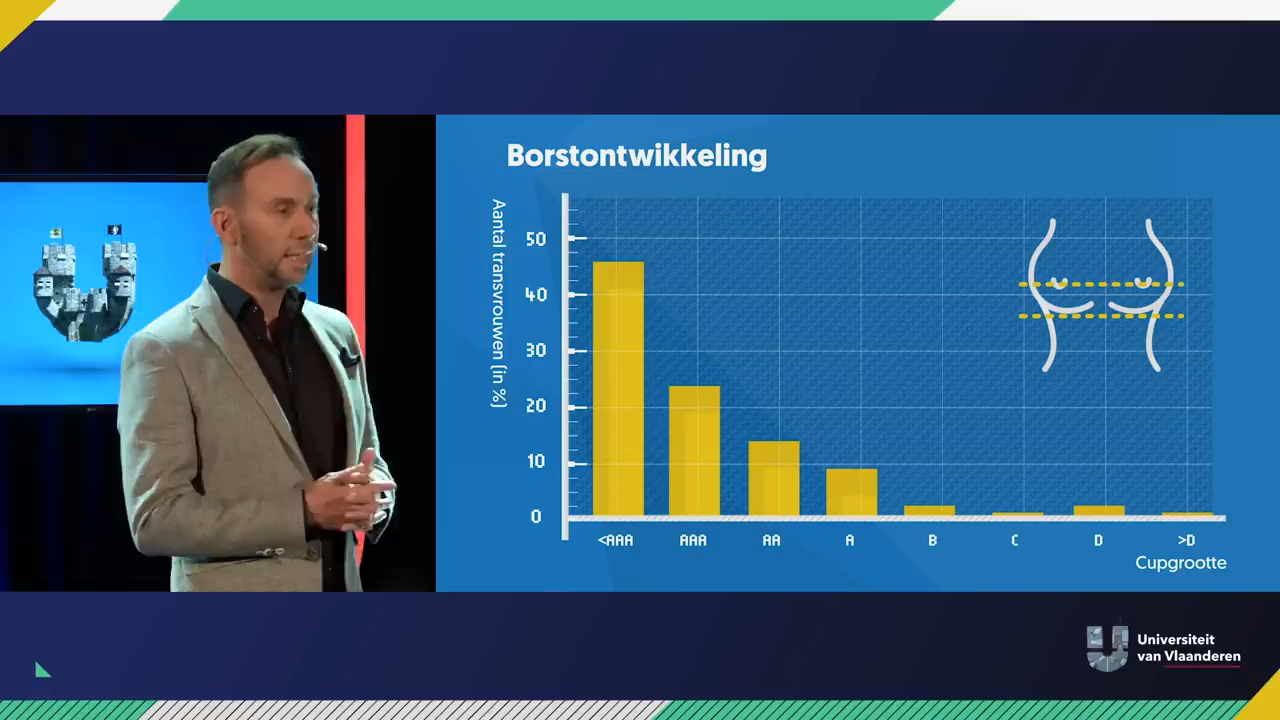 Borstontwikkeling
Aantal transvrouwen (in %)
50
40
30
20
10
0
<AAA AAA AA A B C D >D
Cupgrootte
Universiteit
van Vlaanderen